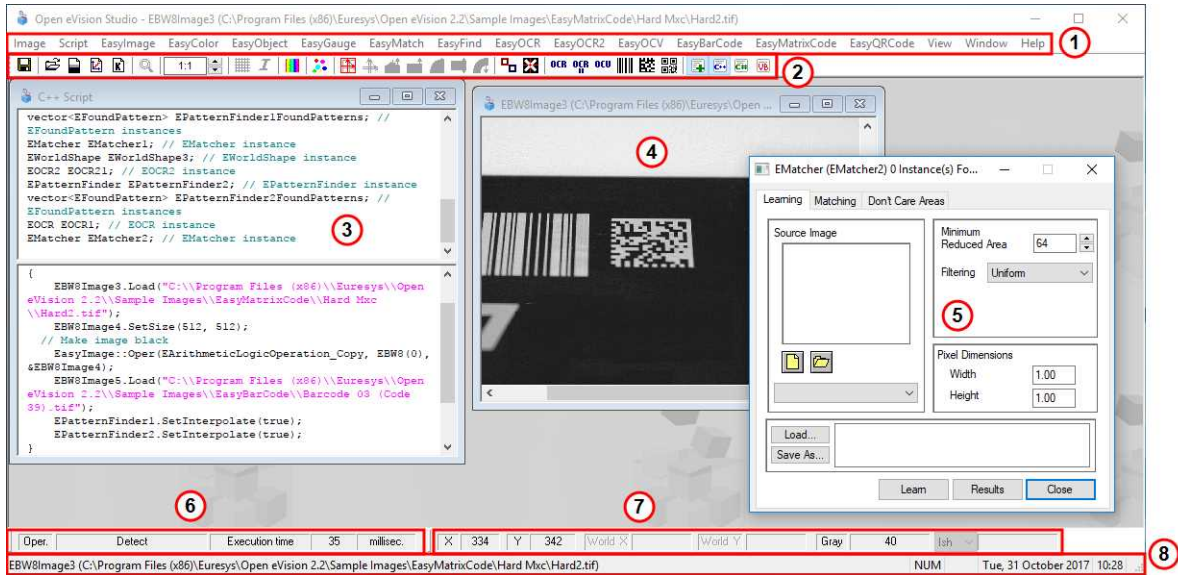 Open eVision Studio - EBW8Image3 (C:\Program Files (x86)\Euresys\Open eVision 2.2\Sample Images\EasyMatrixCode\Hard Mxc\Hard2.tif)
Image Script EasyImage EasyColor EasyObject EasyGauge EasyMatch EasyFind EasyOCR EasyOCR2 EasyOCV EasyBarCode EasyMatrixCode EasyQRCode View Window Help
1
1:1
OCR OCR II OCV C++ C# VB
2
C++ Script
vector<EFoundPattern> EPatternFinder1FoundPatterns; //
EFoundPattern instances
EMatcher EMatcher1; // EMatcher instance
EWorldShape EWorldShape3; // EWorldShape instance
EOCR2 EOCR21; // EOCR2 instance
EPatternFinder EPatternFinder2; // EPatternFinder instance
vector<EFoundPattern> EPatternFinder2FoundPatterns; //
EFoundPattern instances
EOCR EOCR1; // EOCR instance
EMatcher EMatcher2; // EMatcher instance
3
{
EBW8Image3.Load("C:\\Program Files (x86)\\Euresys\\Open
eVision 2.2\\Sample Images\\EasyMatrixCode\\Hard Mxc
\\Hard2.tif");
EBW8Image4.SetSize(512, 512);
// Make image black
EasyImage::Oper(EArithmeticLogicOperation_Copy, EBW8(0),
&EBW8Image4);
EBW8Image5.Load("C:\\Program Files (x86)\\Euresys\\Open
eVision 2.2\\Sample Images\\EasyBarCode\\Barcode 03 (Code
39).tif");
EPatternFinder1.SetInterpolate(true);
EPatternFinder2.SetInterpolate(true);
}
EBW8Image3 (C:\Program Files (x86)\Euresys\Open ...
4
EMatcher (EMatcher2) 0 Instance(s) Fo...
Learning Matching Don't Care Areas
Source Image
Minimum
Reduced Area 64
Filtering Uniform
5
Pixel Dimensions
Width 1.00
Height 1.00
Load...
Save As...
Learn Results Close
6
7
Oper. Detect Execution time 35 millisec. X 334 Y 342 World X World Y Gray 40 Ish
8
EBW8Image3 (C:\Program Files (x86)\Euresys\Open eVision 2.2\Sample Images\EasyMatrixCode\Hard Mxc\Hard2.tif) NUM Tue, 31 October 2017 10:28